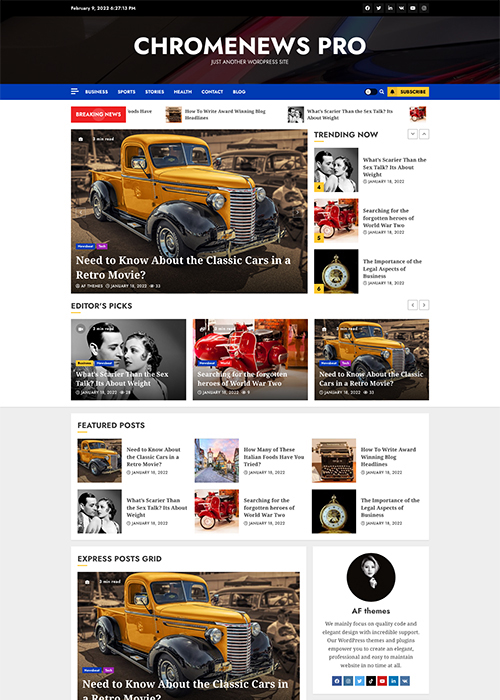 February 9, 2022 6:27:13 PM
CHROMENEWS PRO
JUST ANOTHER WORDPRESS SITE
BUSINESS SPORTS STORIES HEALTH CONTACT BLOG
SUBSCRIBE
BREAKING NEWS
oods Have
How To Write Award Winning Blog
Headlines
What's Scarier Than the Sex Talk? Its
About Weight
3 min read
Newsbeat Tech
Need to Know About the Classic Cars in a
Retro Movie?
AF THEMES JANUARY 18, 2022 33
TRENDING NOW
4
What's Scarier Than the
Sex Talk? Its About
Weight
JANUARY 18, 2022
5
Searching for the
forgotten heroes of
World War Two
JANUARY 18, 2022
6
The Importance of the
Legal Aspects of
Business
JANUARY 18, 2022
EDITOR'S PICKS
2 min read
Business Newsbeat
What's Scarier Than the Sex
Talk? Its About Weight
JANUARY 18, 2022 28
3 min read
Newsbeat
Searching for the forgotten
heroes of World War Two
JANUARY 18, 2022 9
3 min read
Newsbeat Tech
Need to Know About the Classic
Cars in a Retro Movie?
JANUARY 18, 2022 33
FEATURED POSTS
Need to Know About
the Classic Cars in a
Retro Movie?
JANUARY 18, 2022
How Many of These
Italian Foods Have You
Tried?
JANUARY 18, 2022
How To Write Award
Winning Blog
Headlines
JANUARY 18, 2022
What's Scarier Than
the Sex Talk? Its About
Weight
JANUARY 18, 2022
Searching for the
forgotten heroes of
World War Two
JANUARY 18, 2022
The Importance of the
Legal Aspects of
Business
JANUARY 18, 2022
EXPRESS POSTS GRID
3 min read
Newsbeat Tech
Need to Know About the Classic Cars in
a Retro Movie?
AF themes
We mainly focus on quality code and
elegant design with incredible support.
Our WordPress themes and plugins
empower you to create an elegant,
professional and easy to maintain
website in no time at all.